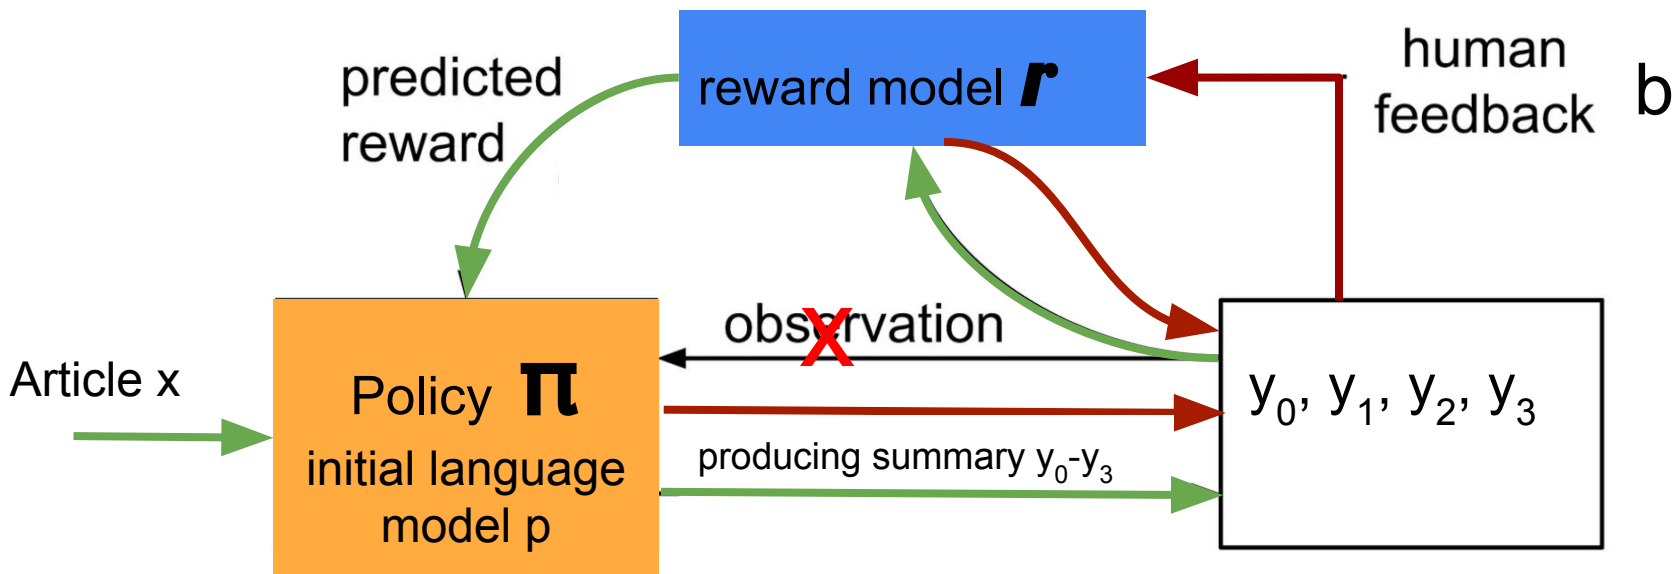 predicted
reward
reward model r
human
feedback
b
observation
X
Article x
Policy π
initial language
model p
producing summary y₀-y₃
y₀, y₁, y₂, y₃